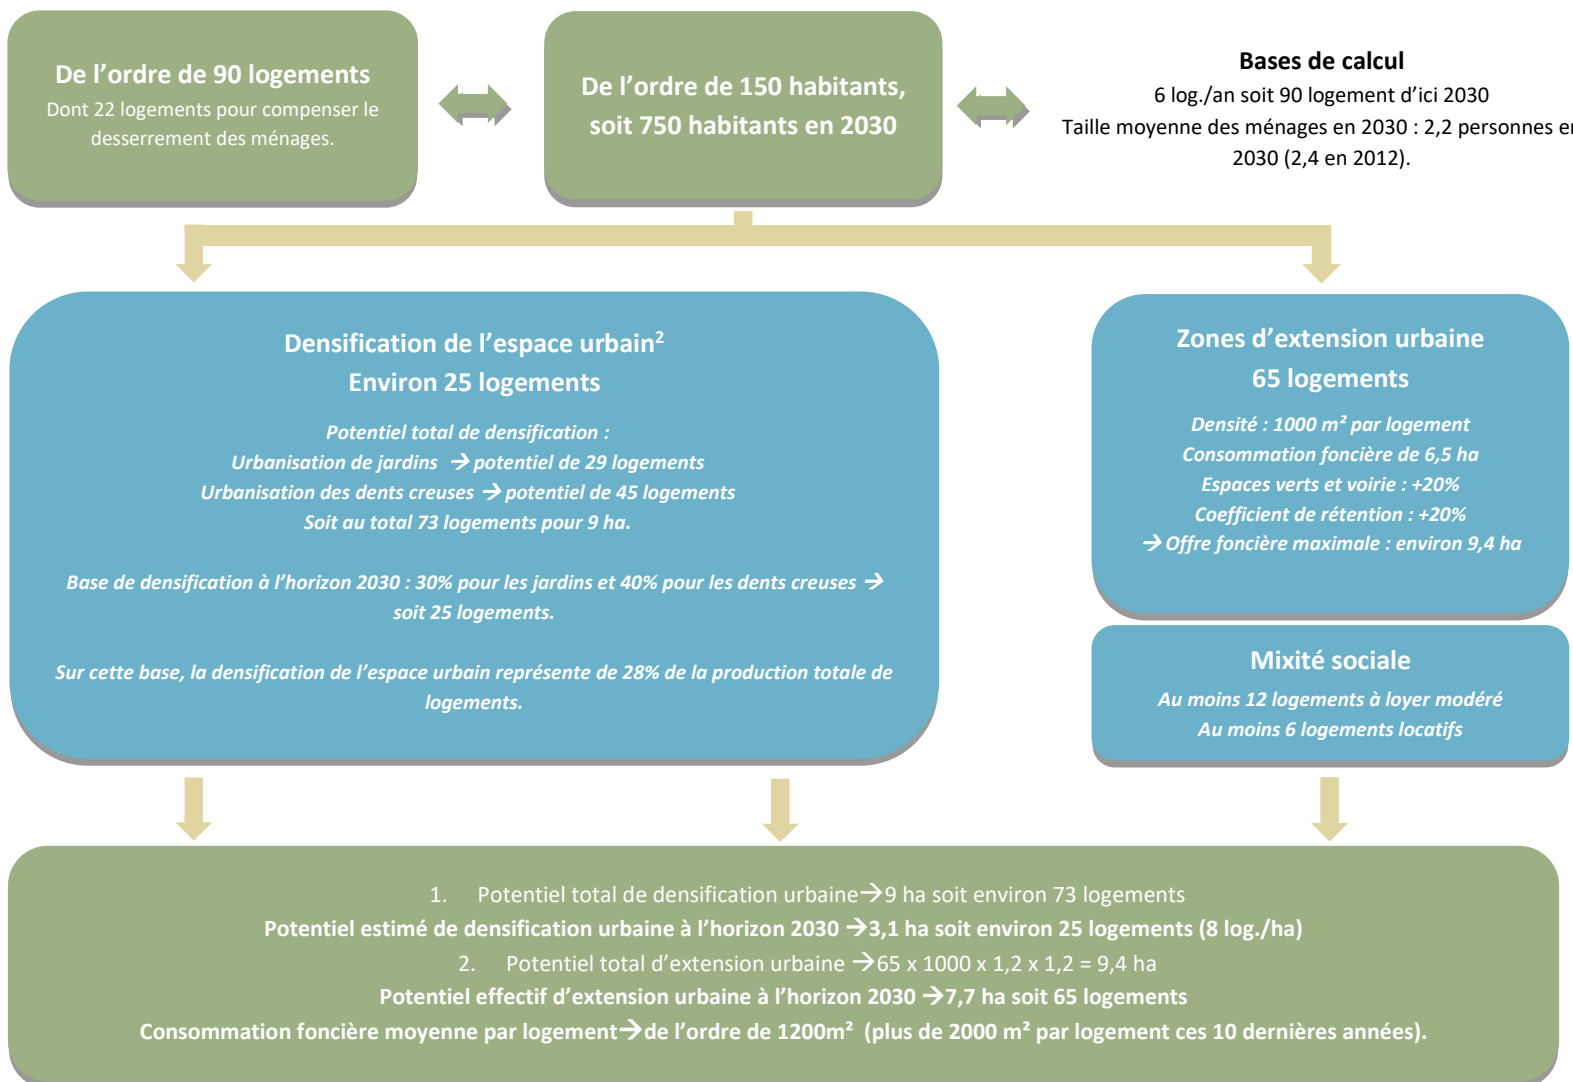 De l'ordre de 90 logements
Dont 22 logements pour compenser le
desserrement des ménages.
De l'ordre de 150 habitants,
soit 750 habitants en 2030
Bases de calcul
6 log./an soit 90 logement d'ici 2030
Taille moyenne des ménages en 2030 : 2,2 personnes en
2030 (2,4 en 2012).
Densification de l'espace urbain²
Environ 25 logements
Potentiel total de densification :
Urbanisation de jardins → potentiel de 29 logements
Urbanisation des dents creuses → potentiel de 45 logements
Soit au total 73 logements pour 9 ha.
Base de densification à l'horizon 2030 : 30% pour les jardins et 40% pour les dents creuses →
soit 25 logements.
Sur cette base, la densification de l'espace urbain représente de 28% de la production totale de
logements.
Zones d'extension urbaine
65 logements
Densité : 1000 m² par logement
Consommation foncière de 6,5 ha
Espaces verts et voirie : +20%
Coefficient de rétention : +20%
→ Offre foncière maximale : environ 9,4 ha
Mixité sociale
Au moins 12 logements à loyer modéré
Au moins 6 logements locatifs
1. Potentiel total de densification urbaine→9 ha soit environ 73 logements
Potentiel estimé de densification urbaine à l'horizon 2030 →3,1 ha soit environ 25 logements (8 log./ha)
2. Potentiel total d'extension urbaine →65 x 1000 x 1,2 x 1,2 = 9,4 ha
Potentiel effectif d'extension urbaine à l'horizon 2030 →7,7 ha soit 65 logements
Consommation foncière moyenne par logement→de l'ordre de 1200m² (plus de 2000 m² par logement ces 10 dernières années).